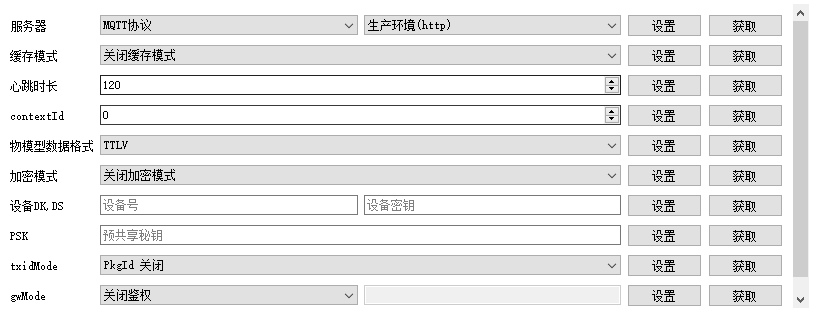 服务器 MQTT协议 生产环境(http) 设置 获取
缓存模式 关闭缓存模式 设置 获取
心跳时长 120 设置 获取
contextId 0 设置 获取
物模型数据格式 TTLV 设置 获取
加密模式 关闭加密模式 设置 获取
设备DK,DS 设备号 设备密钥 设置 获取
PSK 预共享秘钥 设置 获取
txidMode PkgId 关闭 设置 获取
gwMode 关闭鉴权 设置 获取